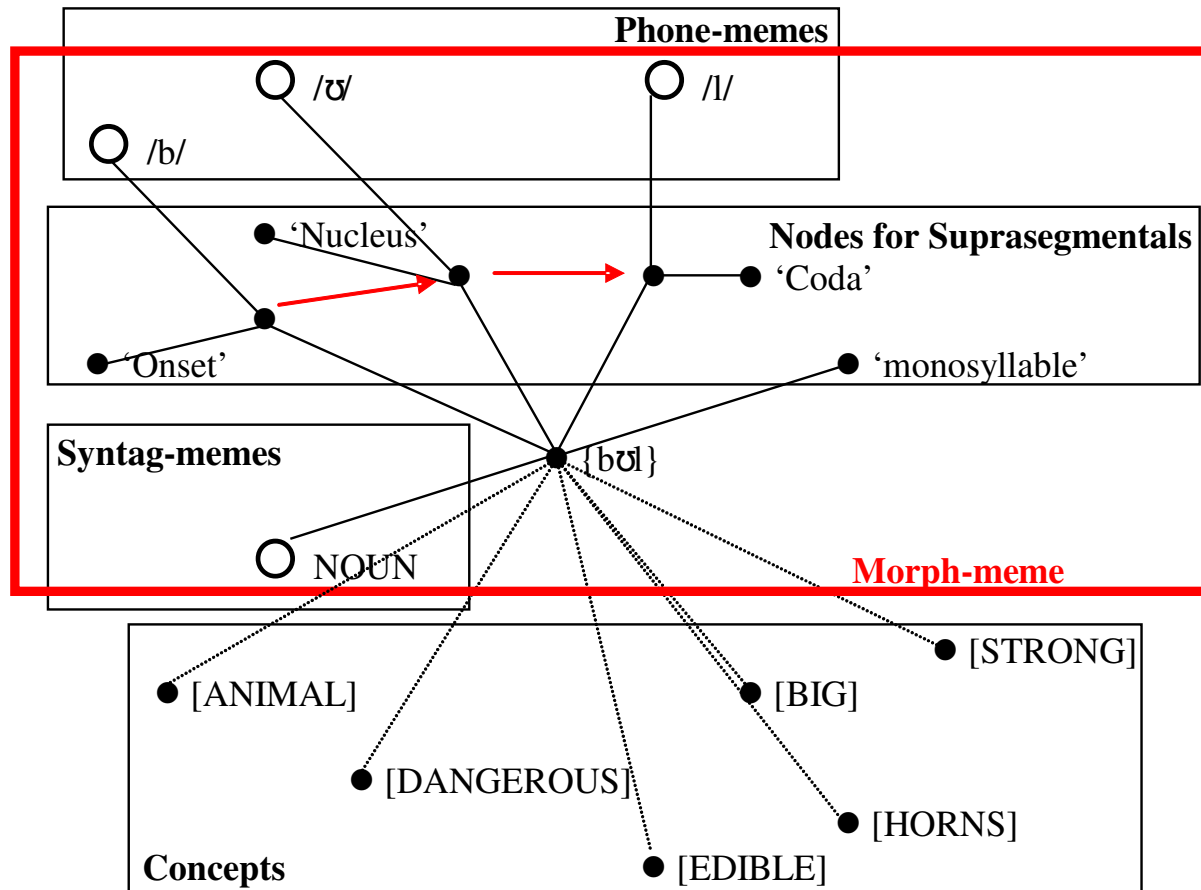 Phone-memes
/ʊ/
/l/
/b/
‘Nucleus’
Nodes for Suprasegmentals
‘Coda’
‘Onset’
‘monosyllable’
Syntag-memes
{bʊl}
NOUN
Morph-meme
[STRONG]
[ANIMAL]
[BIG]
[DANGEROUS]
[HORNS]
Concepts
[EDIBLE]